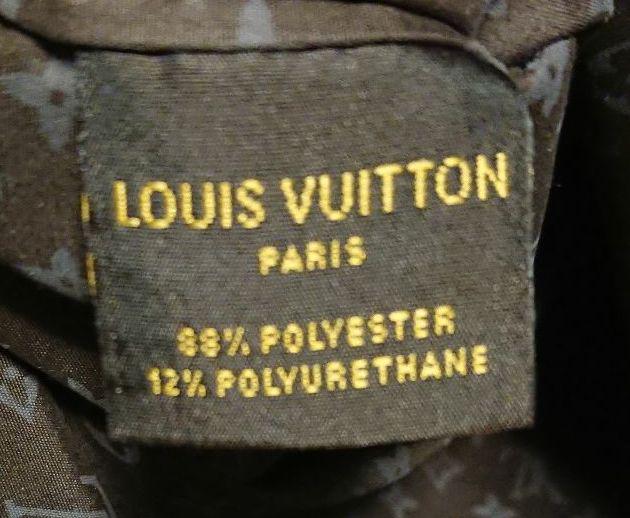 LOUIS VUITTON
PARIS
88% POLYESTER
12% POLYURETHANE